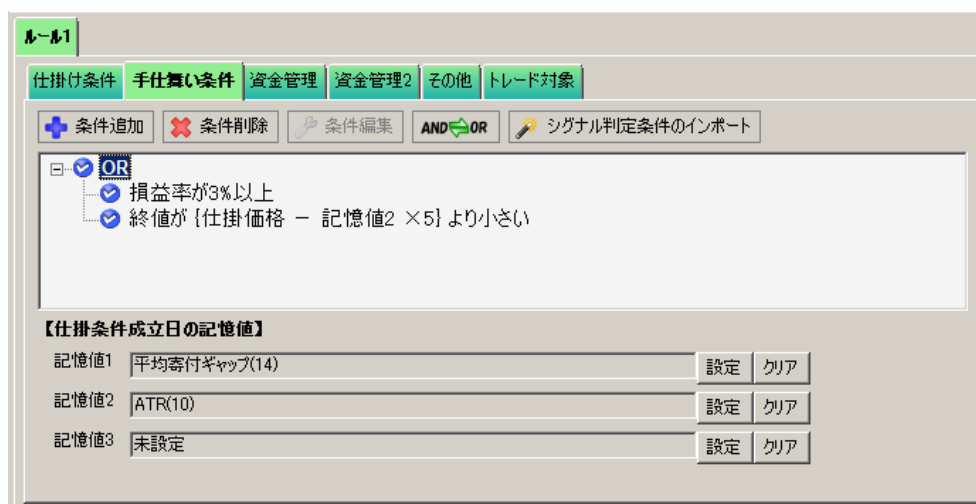 ルール1
仕掛け条件 手仕舞い条件 資金管理 資金管理2 その他 トレード対象
条件追加 条件削除 条件編集 AND OR シグナル判定条件のインポート
OR
損益率が3%以上
終値が {仕掛価格 － 記憶値2 ×5} より小さい
【仕掛条件成立日の記憶値】
記憶値1 平均寄付ギャップ(14) 設定 クリア
記憶値2 ATR(10) 設定 クリア
記憶値3 未設定 設定 クリア